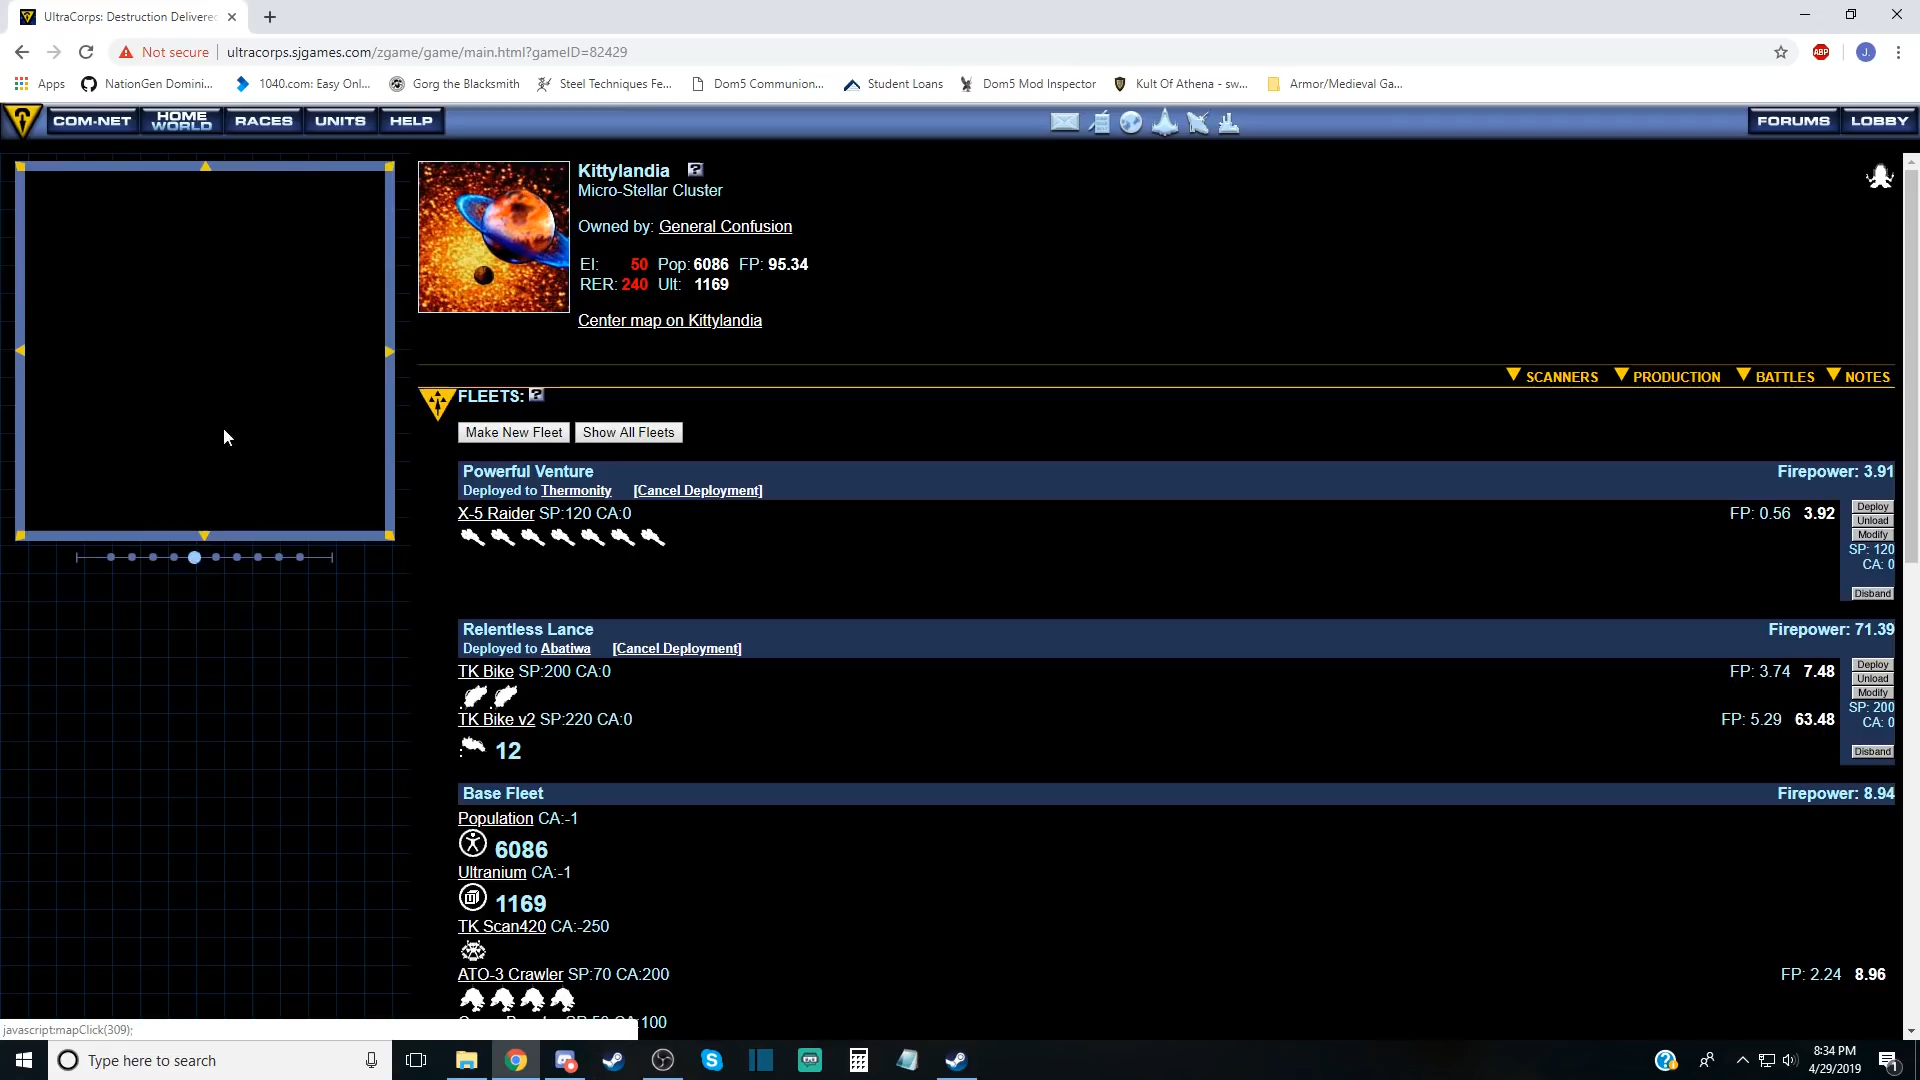 UltraCorps: Destruction Delivered
Not secure
ultracorps.sjgames.com/zgame/game/main.html?gameID=82429
ABP
J.
Apps
NationGen Domini...
1040.com: Easy Onl...
Gorg the Blacksmith
Steel Techniques Fe...
Dom5 Communion...
Student Loans
Dom5 Mod Inspector
Kult Of Athena - sw...
Armor/Medieval Ga...
COM-NET
HOME
WORLD
RACES
UNITS
HELP
FORUMS
LOBBY
Kittylandia
Micro-Stellar Cluster
Owned by: General Confusion
EI: 50 Pop: 6086 FP: 95.34
RER: 240 Ult: 1169
Center map on Kittylandia
SCANNERS
PRODUCTION
BATTLES
NOTES
FLEETS:
Make New Fleet
Show All Fleets
Powerful Venture
Firepower: 3.91
Deployed to Thermonity [Cancel Deployment]
X-5 Raider SP:120 CA:0
FP: 0.56 3.92
Deploy
Unload
Modify
SP: 120
CA: 0
Disband
Relentless Lance
Firepower: 71.39
Deployed to Abatiwa [Cancel Deployment]
TK Bike SP:200 CA:0
FP: 3.74 7.48
TK Bike v2 SP:220 CA:0
FP: 5.29 63.48
12
Deploy
Unload
Modify
SP: 200
CA: 0
Disband
Base Fleet
Firepower: 8.94
Population CA:-1
6086
Ultranium CA:-1
1169
TK Scan420 CA:-250
ATO-3 Crawler SP:70 CA:200
FP: 2.24 8.96
javascript:mapClick(309);
Type here to search
8:34 PM
4/29/2019
1